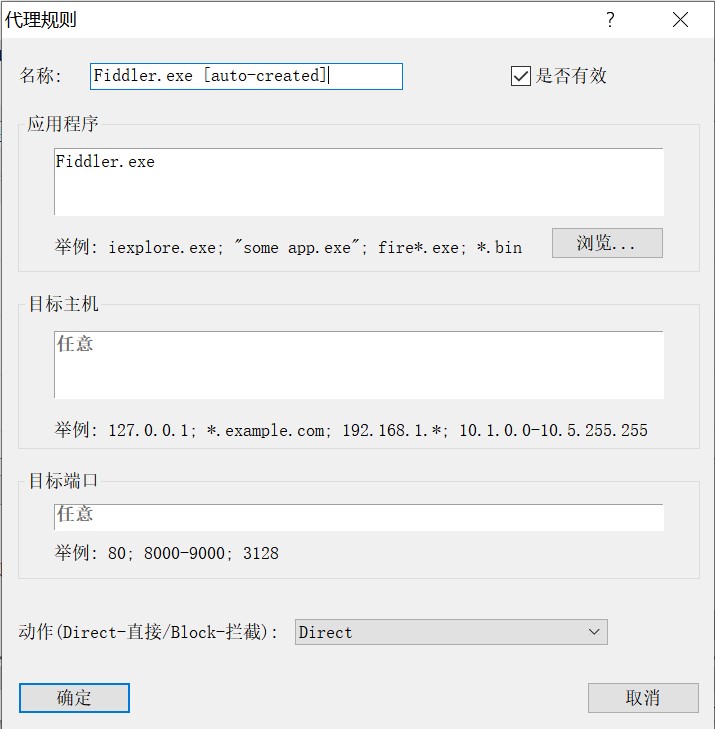 代理规则
名称: Fiddler.exe [auto-created] 是否有效
应用程序
Fiddler.exe
举例: iexplore.exe; "some app.exe"; fire*.exe; *.bin 浏览...
目标主机
任意
举例: 127.0.0.1; *.example.com; 192.168.1.*; 10.1.0.0-10.5.255.255
目标端口
任意
举例: 80; 8000-9000; 3128
动作(Direct-直接/Block-拦截): Direct
确定 取消